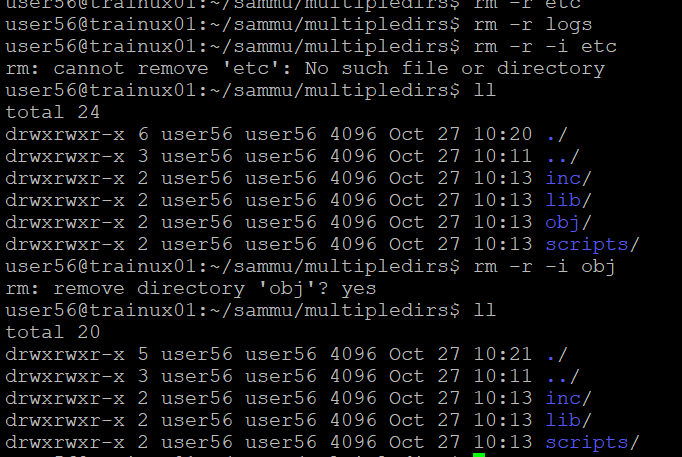 user56@trainux01:~/sammu/multipledirs$ rm -r etc
user56@trainux01:~/sammu/multipledirs$ rm -r logs
user56@trainux01:~/sammu/multipledirs$ rm -r -i etc
rm: cannot remove 'etc': No such file or directory
user56@trainux01:~/sammu/multipledirs$ ll
total 24
drwxrwxr-x 6 user56 user56 4096 Oct 27 10:20 ./
drwxrwxr-x 3 user56 user56 4096 Oct 27 10:11 ../
drwxrwxr-x 2 user56 user56 4096 Oct 27 10:13 inc/
drwxrwxr-x 2 user56 user56 4096 Oct 27 10:13 lib/
drwxrwxr-x 2 user56 user56 4096 Oct 27 10:13 obj/
drwxrwxr-x 2 user56 user56 4096 Oct 27 10:13 scripts/
user56@trainux01:~/sammu/multipledirs$ rm -r -i obj
rm: remove directory 'obj'? yes
user56@trainux01:~/sammu/multipledirs$ ll
total 20
drwxrwxr-x 5 user56 user56 4096 Oct 27 10:21 ./
drwxrwxr-x 3 user56 user56 4096 Oct 27 10:11 ../
drwxrwxr-x 2 user56 user56 4096 Oct 27 10:13 inc/
drwxrwxr-x 2 user56 user56 4096 Oct 27 10:13 lib/
drwxrwxr-x 2 user56 user56 4096 Oct 27 10:13 scripts/